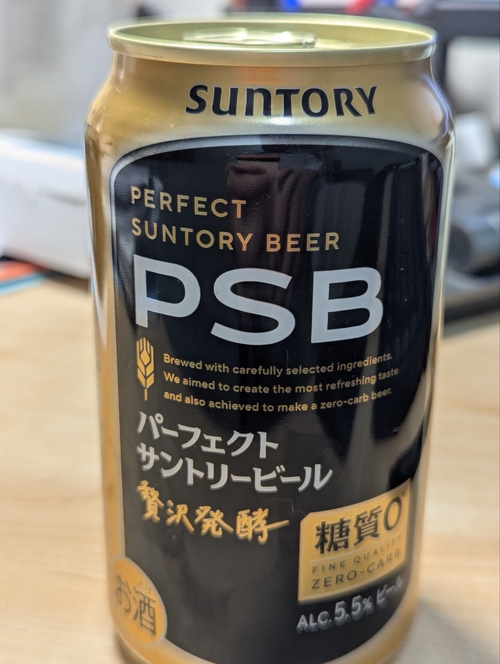 SUNTORY
PERFECT
SUNTORY BEER
PSB
Brewed with carefully selected ingredients.
We aimed to create the most refreshing taste
and also achieved to make a zero-carb beer.
パーフェクト
サントリービール
贅沢発酵
糖質0
FINE QUALITY
ZERO-CARB
お酒
ALC.5.5% ビール